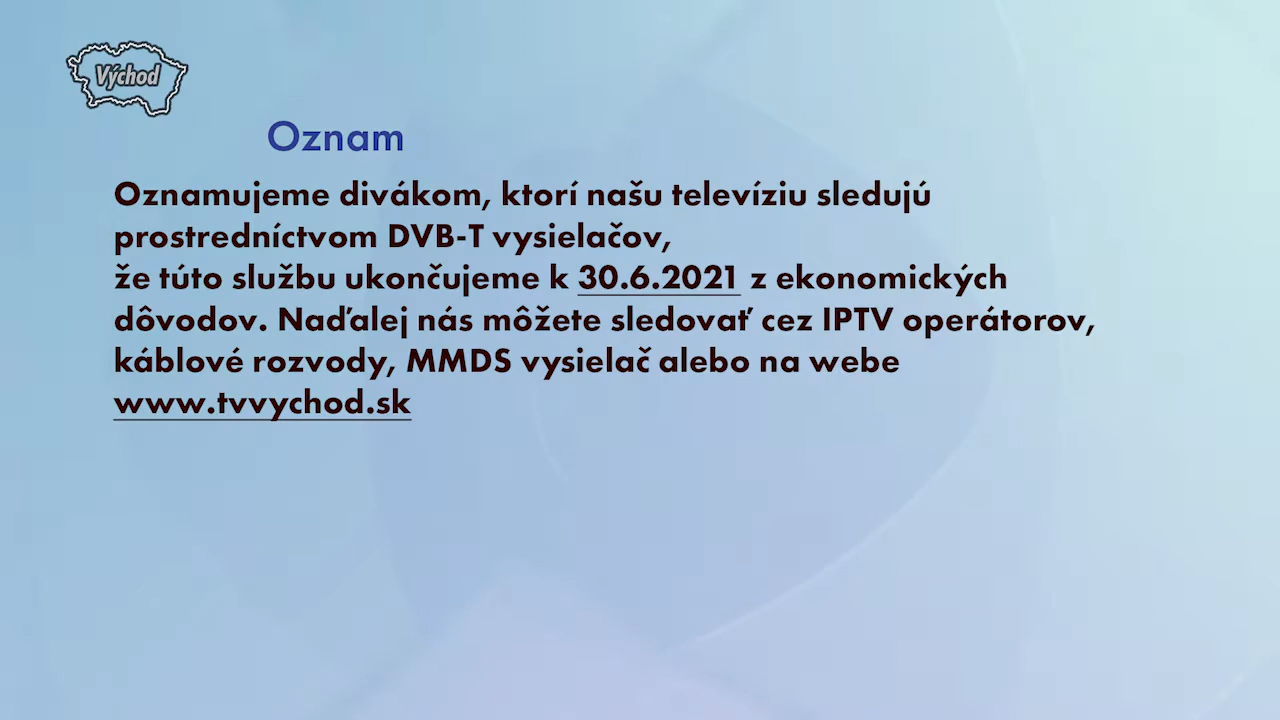 Východ
Oznam
Oznamujeme divákom, ktorí našu televíziu sledujú
prostredníctvom DVB-T vysielačov,
že túto službu ukončujeme k 30.6.2021 z ekonomických
dôvodov. Naďalej nás môžete sledovať cez IPTV operátorov,
káblové rozvody, MMDS vysielač alebo na webe
www.tvvychod.sk